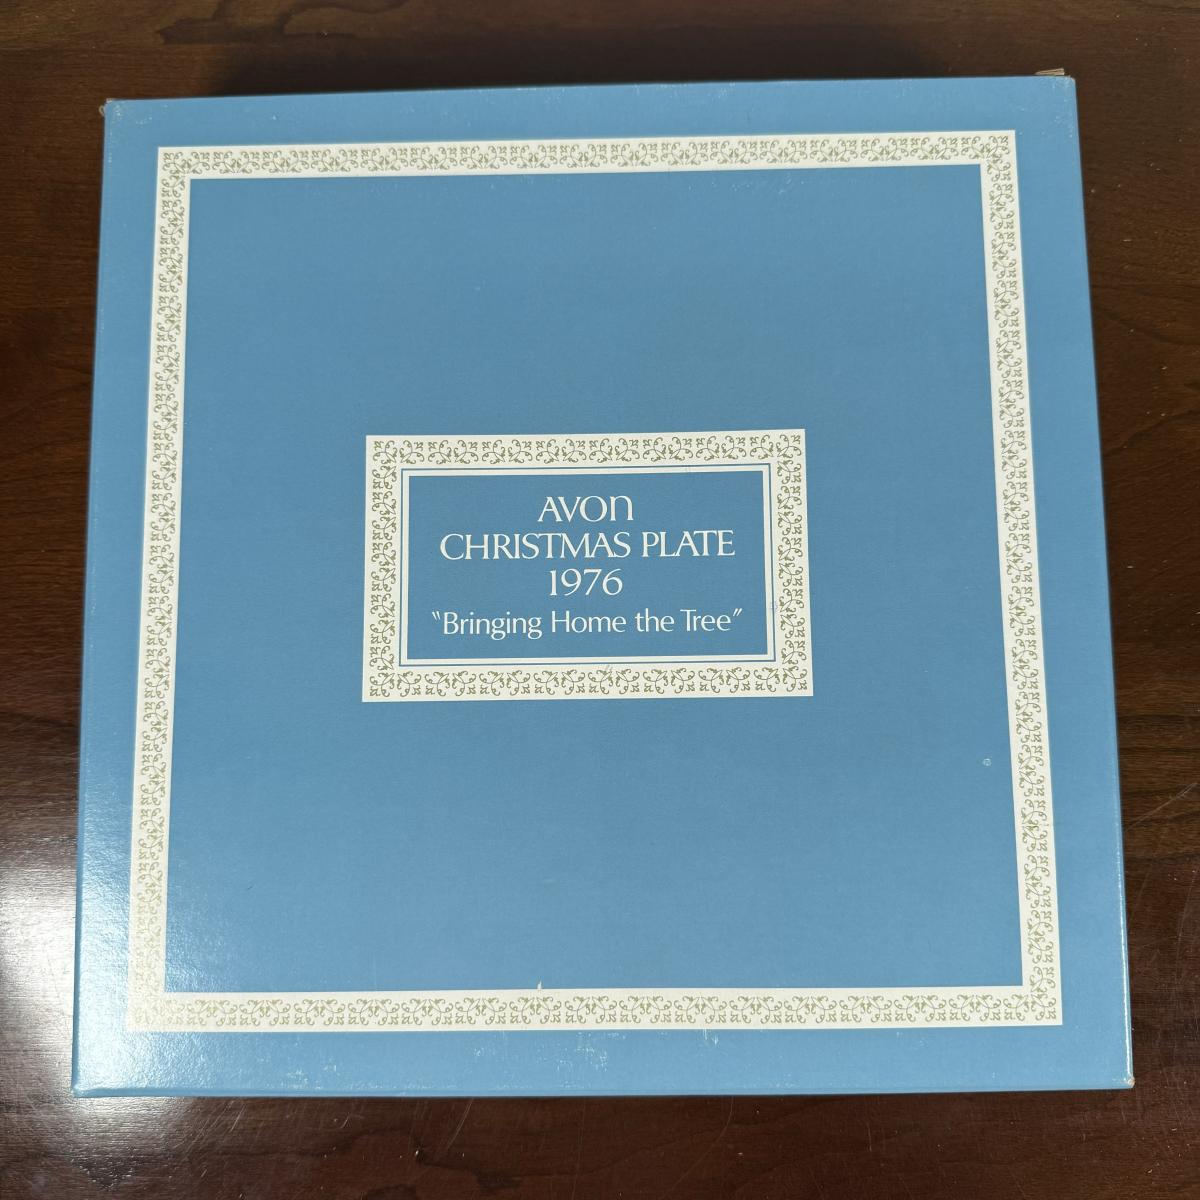 AVON
CHRISTMAS PLATE
1976
"Bringing Home the Tree"